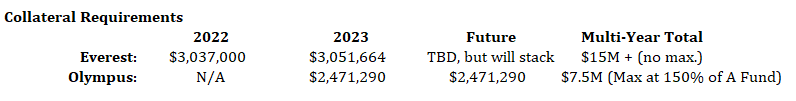 Collateral Requirements
2022 2023 Future Multi-Year Total
Everest: $3,037,000 $3,051,664 TBD, but will stack $15M + (no max.)
Olympus: N/A $2,471,290 $2,471,290 $7.5M (Max at 150% of A Fund)